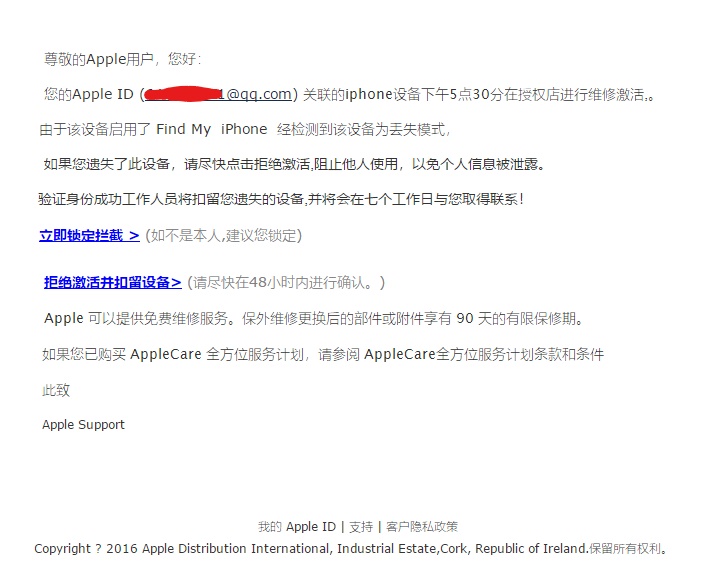 尊敬的Apple用户，您好：
您的Apple ID (1@qq.com) 关联的iphone设备下午5点30分在授权店进行维修激活,。
由于该设备启用了 Find My iPhone 经检测到该设备为丢失模式，
如果您遗失了此设备，请尽快点击拒绝激活,阻止他人使用，以免个人信息被泄露。
验证身份成功工作人员将扣留您遗失的设备,并将会在七个工作日与您取得联系！
立即锁定拦截 > (如不是本人,建议您锁定)
拒绝激活并扣留设备> (请尽快在48小时内进行确认。)
Apple 可以提供免费维修服务。保外维修更换后的部件或附件享有 90 天的有限保修期。
如果您已购买 AppleCare 全方位服务计划，请参阅 AppleCare全方位服务计划条款和条件
此致
Apple Support
我的 Apple ID | 支持 | 客户隐私政策
Copyright ? 2016 Apple Distribution International, Industrial Estate,Cork, Republic of Ireland.保留所有权利。